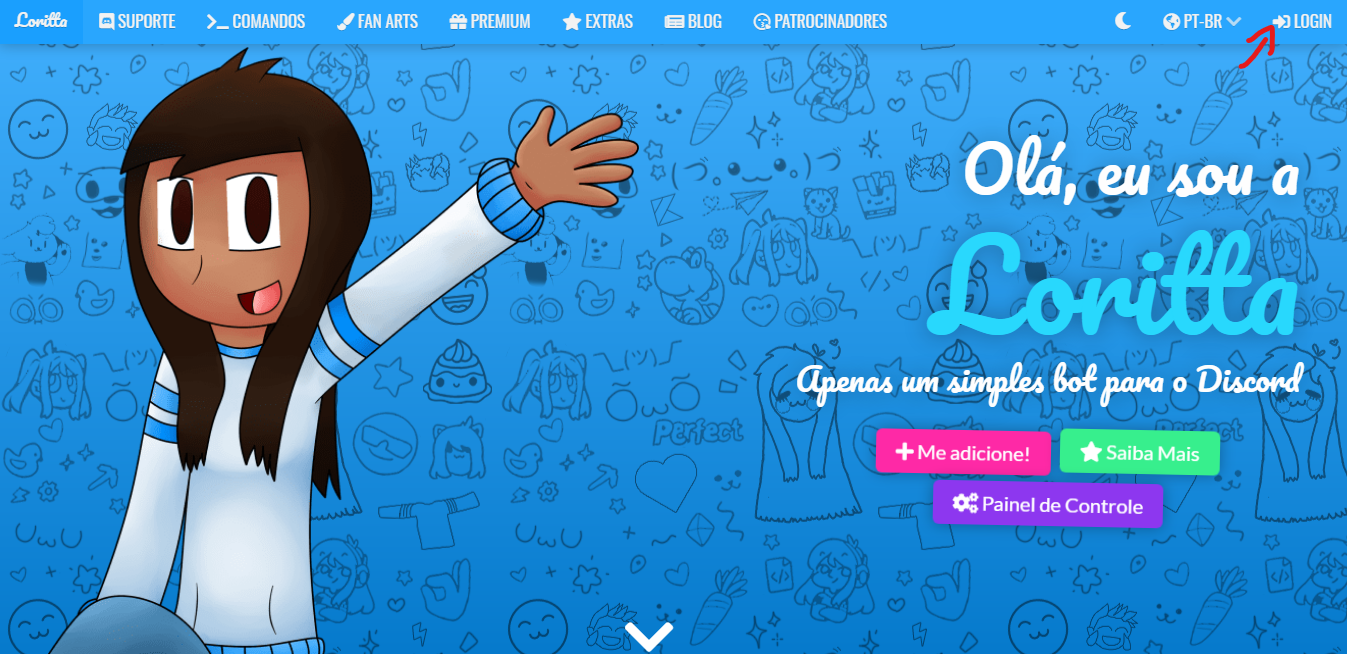 Loritta SUPORTE COMANDOS FAN ARTS PREMIUM EXTRAS BLOG PATROCINADORES PT-BR LOGIN
Olá, eu sou a
Loritta
Apenas um simples bot para o Discord
Me adicione! Saiba Mais
Painel de Controle
Perfect Perfect